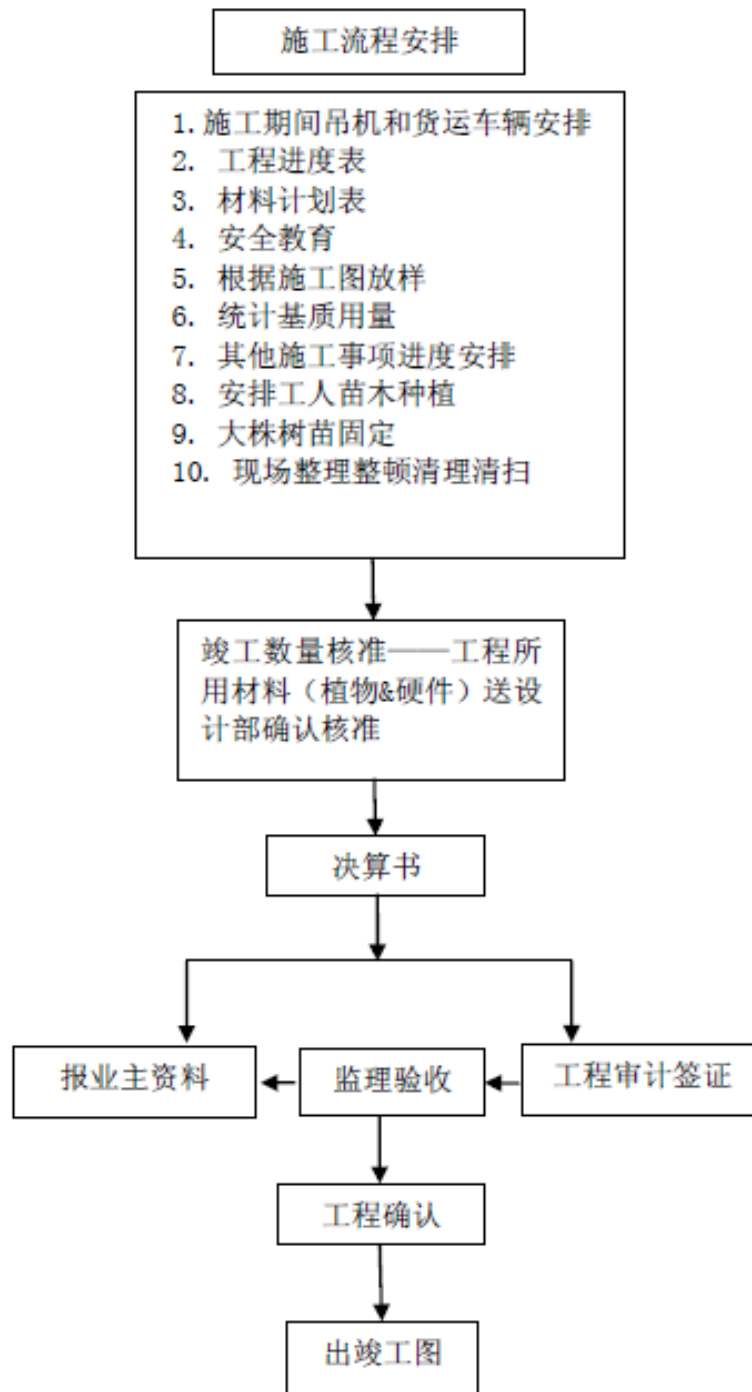 施工流程安排
1.施工期间吊机和货运车辆安排
2. 工程进度表
3. 材料计划表
4. 安全教育
5. 根据施工图放样
6. 统计基质用量
7. 其他施工事项进度安排
8. 安排工人苗木种植
9. 大株树苗固定
10. 现场整理整顿清理清扫
竣工数量核准——工程所
用材料（植物&硬件）送设
计部确认核准
决算书
报业主资料
监理验收
工程审计签证
工程确认
出竣工图